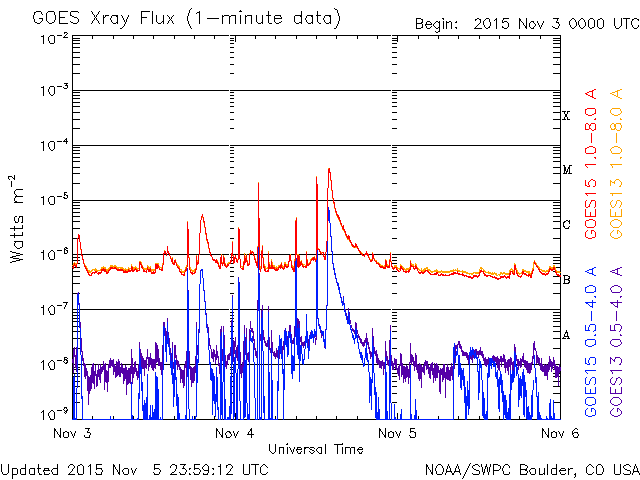 GOES Xray Flux (1-minute data)
Begin: 2015 Nov 3 0000 UTC
10-2
10-3
10-4
10-5
10-6
10-7
10-8
10-9
Watts m-2
X
M
C
B
A
GOES15 1.0-8.0 A
GOES13 1.0-8.0 A
GOES15 0.5-4.0 A
GOES13 0.5-4.0 A
Nov 3
Nov 4
Nov 5
Nov 6
Universal Time
Updated 2015 Nov 5 23:59:12 UTC
NOAA/SWPC Boulder, CO USA